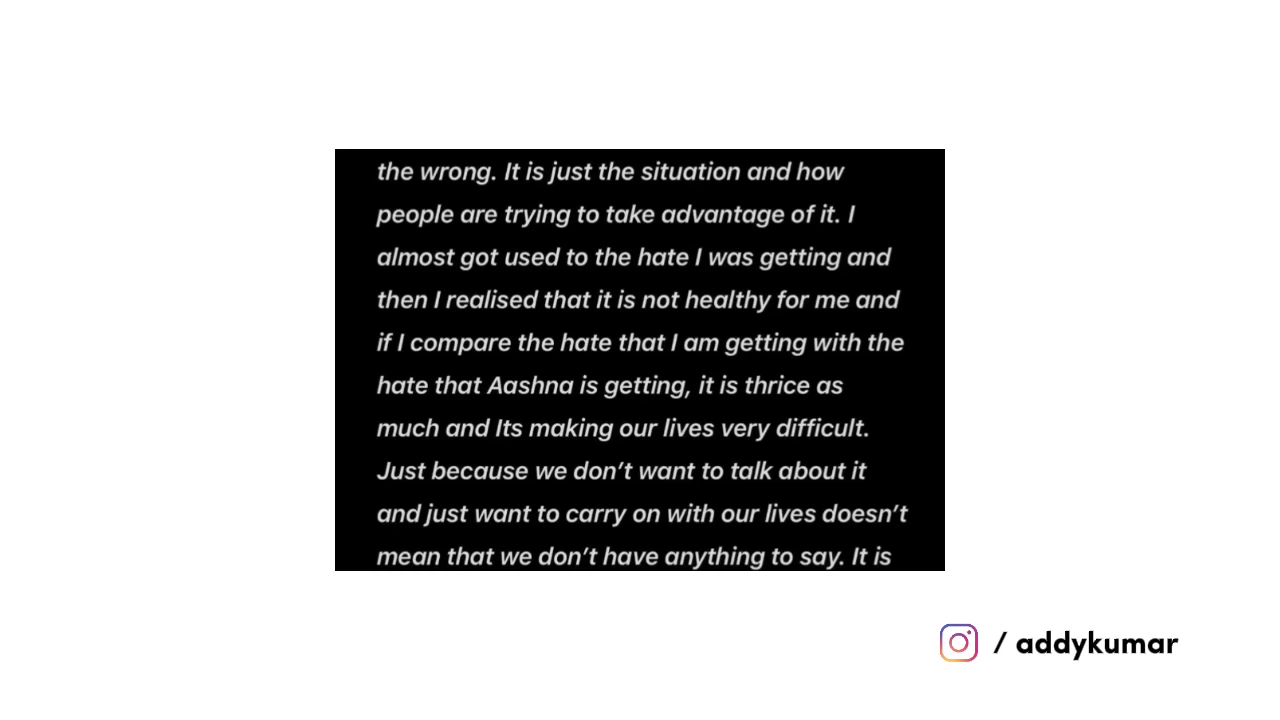 the wrong. It is just the situation and how
people are trying to take advantage of it. I
almost got used to the hate I was getting and
then I realised that it is not healthy for me and
if I compare the hate that I am getting with the
hate that Aashna is getting, it is thrice as
much and Its making our lives very difficult.
Just because we don’t want to talk about it
and just want to carry on with our lives doesn’t
mean that we don’t have anything to say. It is
/ addykumar